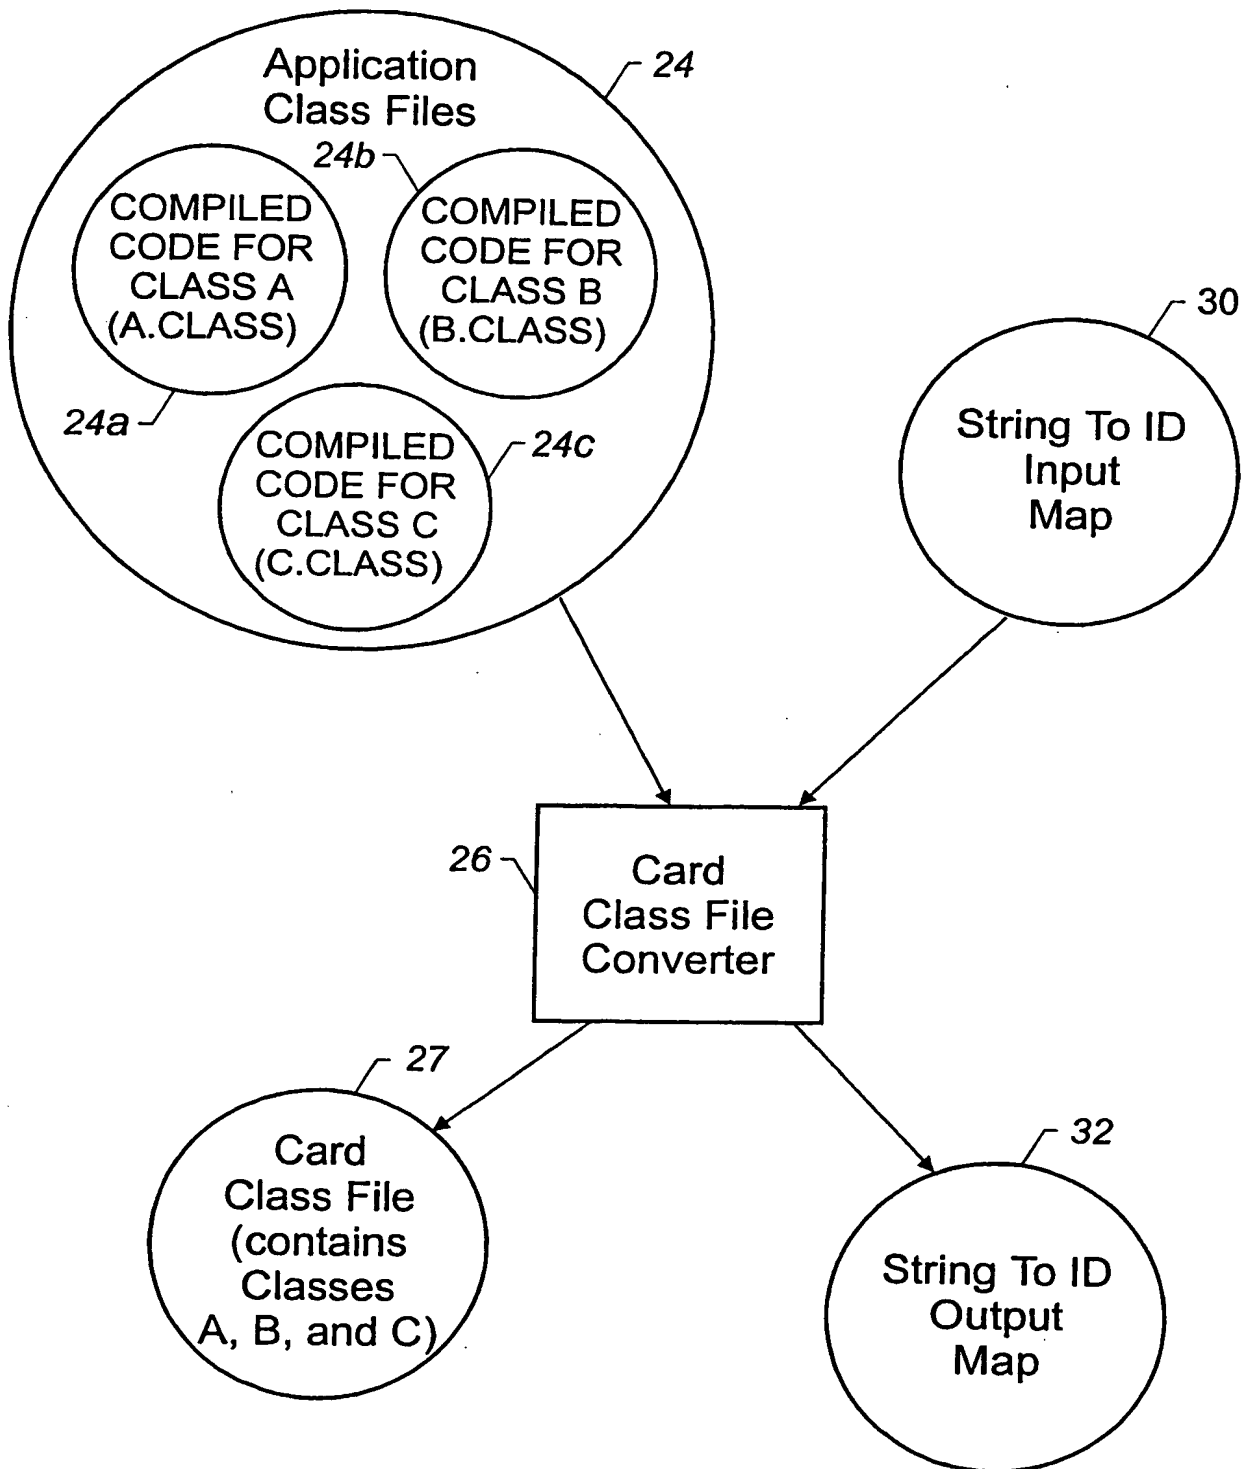 Application
Class Files
24
24b
COMPILED
CODE FOR
CLASS A
(A.CLASS)
COMPILED
CODE FOR
CLASS B
(B.CLASS)
24a
COMPILED
CODE FOR
CLASS C
(C.CLASS)
24c
30
String To ID
Input
Map
26
Card
Class File
Converter
27
Card
Class File
(contains
Classes
A, B, and C)
32
String To ID
Output
Map